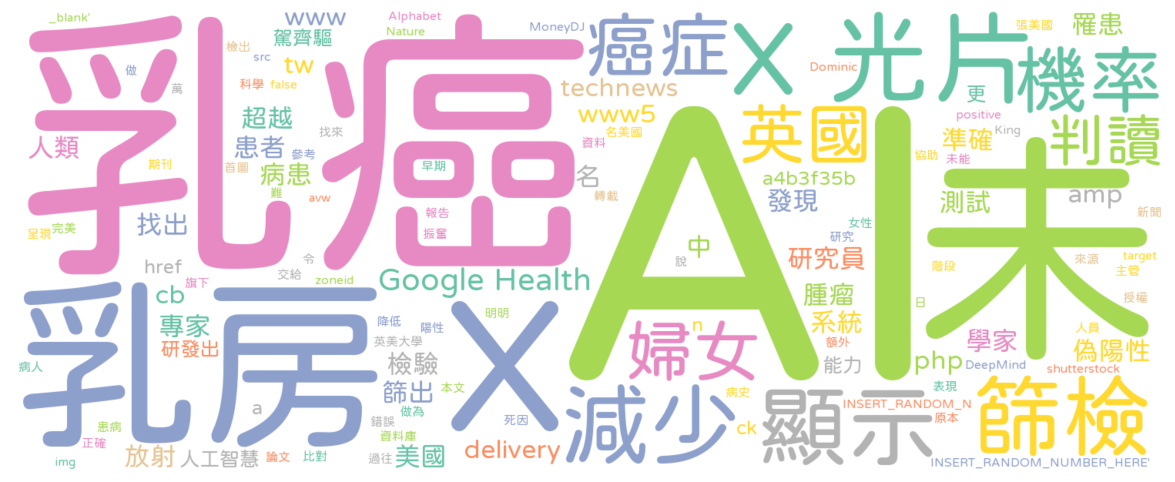 _blank'
www
Alphabet
Nature
MoneyDJ
癌症
X
光片
張美國
罹患
乳癌
檢出
駕齊驅
src
做
tw
科學
false
萬
technews
Dominic
更
機率
positive
超越
找來
www5
名美國
King
英國
準確
判讀
人類
患者
參考
資料
協助
未能
AI
未
期刊
首圖
病患
早期
名
a4b3f35b
amp
難
avw
轉載
發現
測試
呈現
完美
找出
報告
振奮
女性
新聞
中
研究
說
研究員
階段
來源
target
主管
href
旗下
交給
令
zoneid
Google Health
cb
腫瘤
日
授權
乳房
X
專家
降低
陽性
明明
n
系統
人員
研發出
英美大學
婦女
額外
學家
偽陽性
病人
檢驗
能力
php
DeepMind
shutterstock
篩出
本文
減少
病史
表現
顯示
INSERT_RANDOM_N
篩檢
a
做為
死因
原本
患病
錯誤
資料庫
ck
正確
放射
人工智慧
論文
比對
過往
美國
delivery
img
INSERT_RANDOM_NUMBER_HERE'